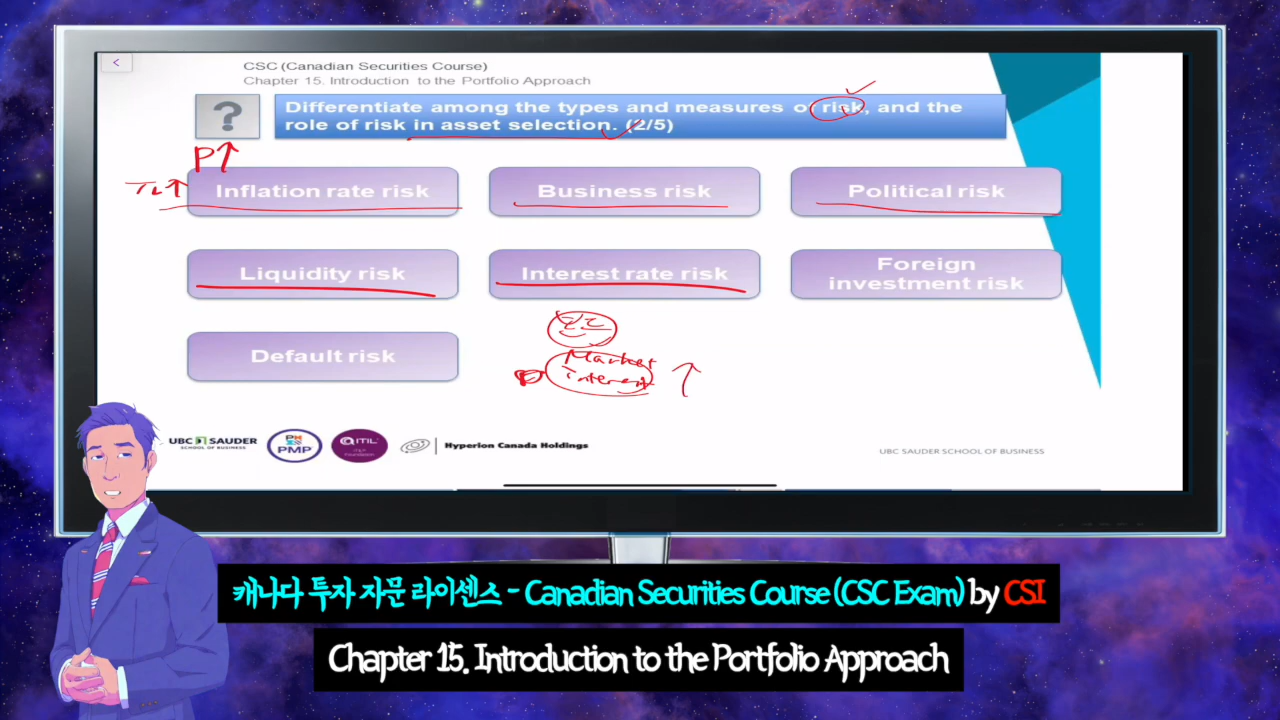 <
CSC (Canadian Securities Course)
Chapter 15. Introduction to the Portfolio Approach
?
Differentiate among the types and measures of risk, and the
role of risk in asset selection. (2/5)
P↑
Inflation rate risk
Business risk
Political risk
Liquidity risk
Interest rate risk
Foreign
investment risk
Default risk
Market
interest ↑
UBC SAUDER
SCHOOL OF BUSINESS
PMP
ITIL
Hyperion Canada Holdings
UBC SAUDER SCHOOL OF BUSINESS
캐나다 투자 자문 라이센스 - Canadian Securities Course (CSC Exam) by CSI
Chapter 15. Introduction to the Portfolio Approach